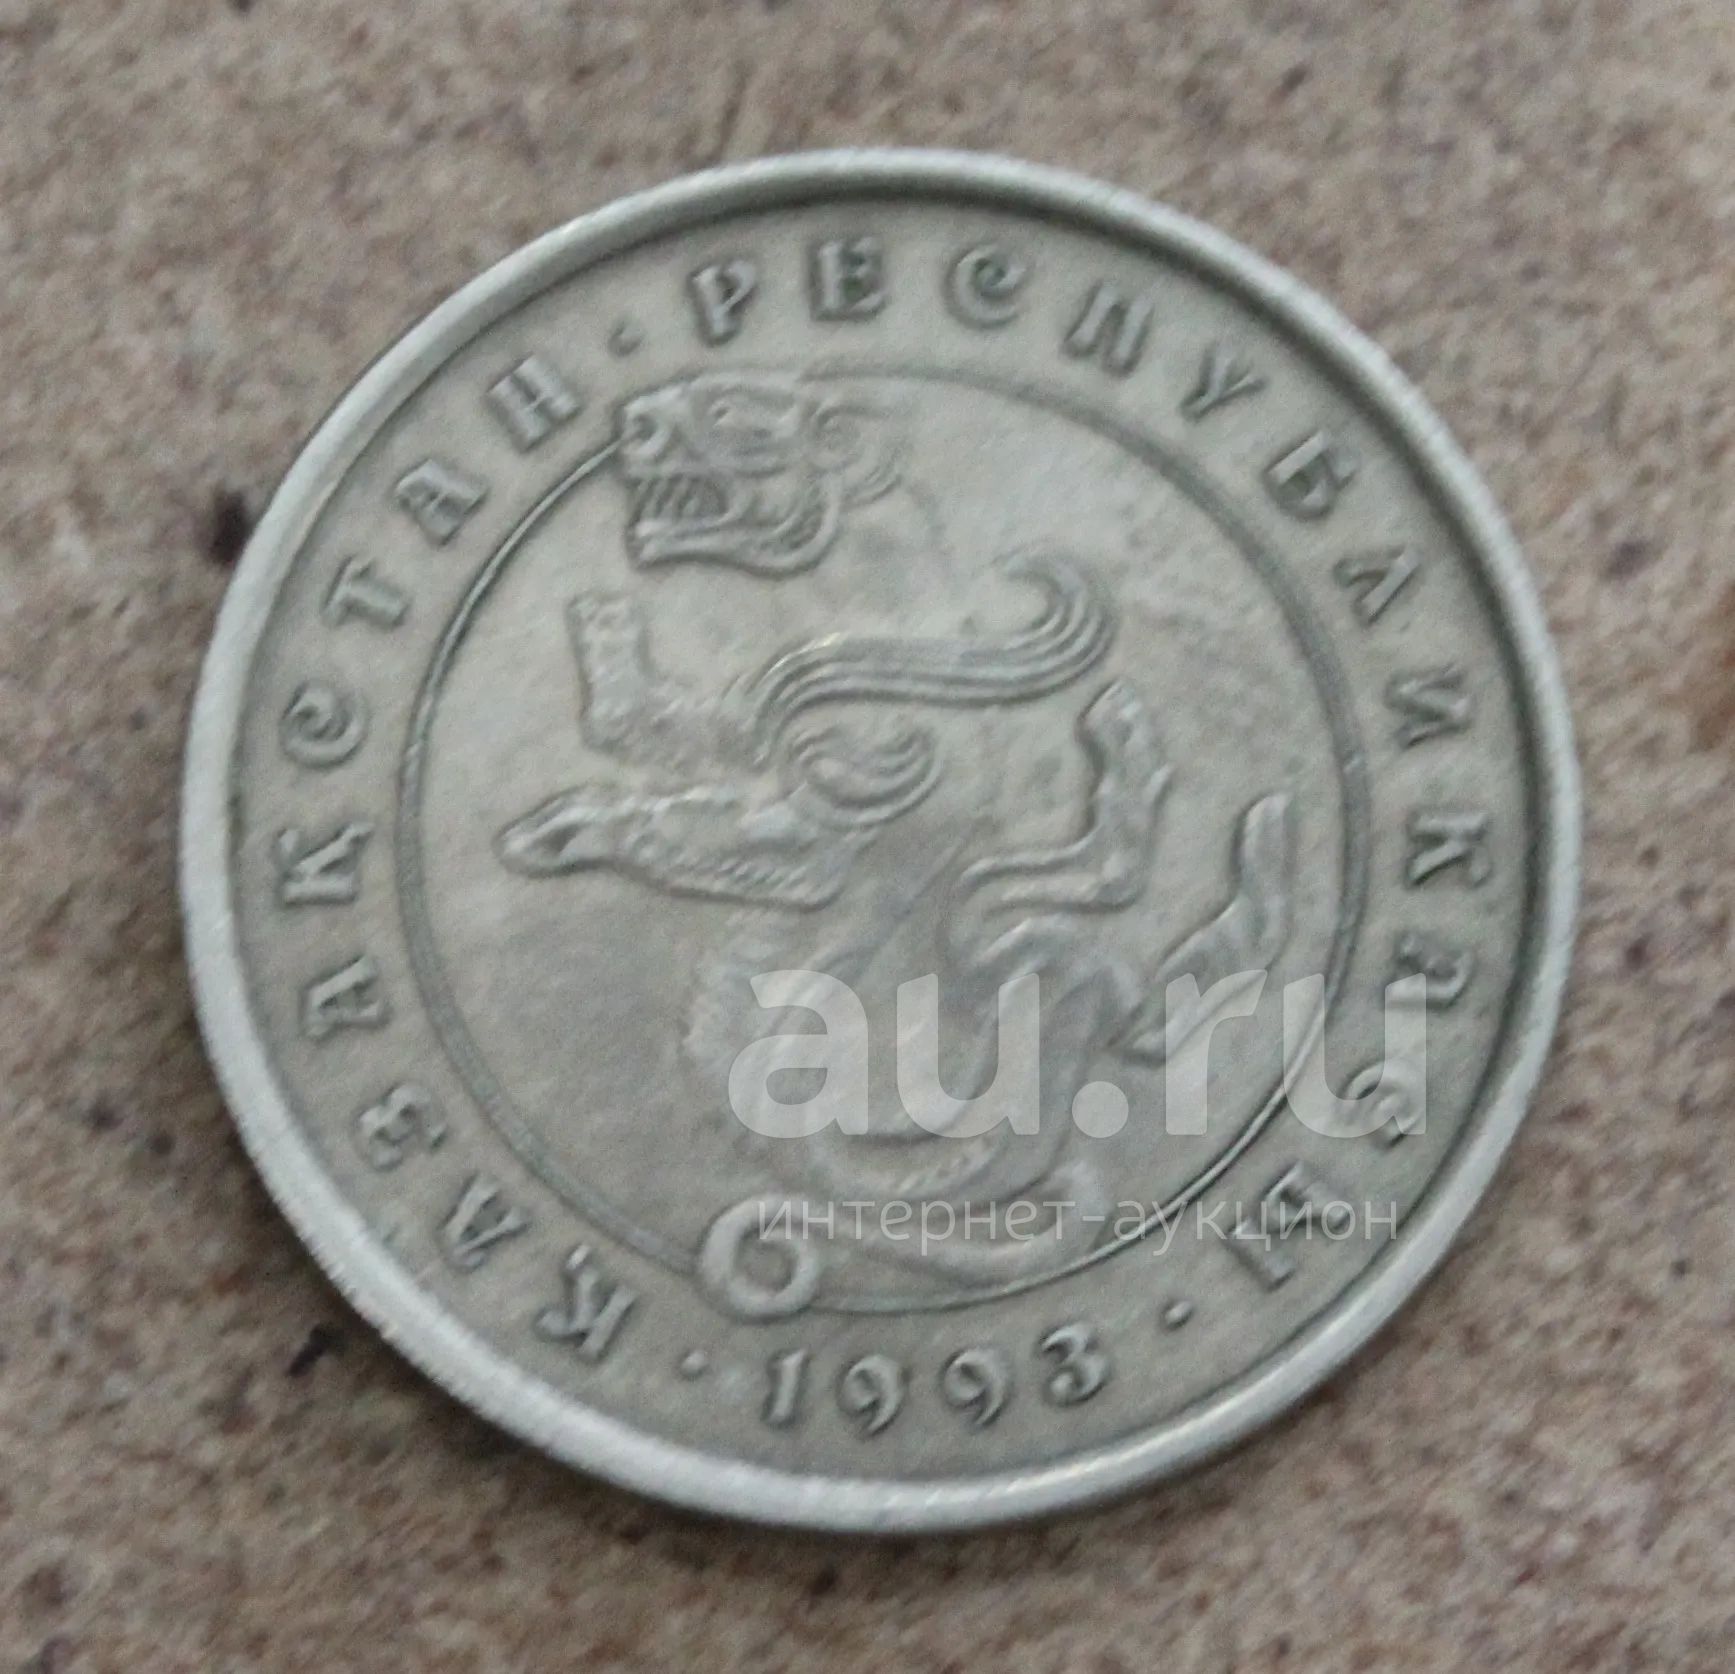 ҚАЗАҚСТАН · РЕСПУБЛИКАСЫ · 1993 ·
au.ru
интернет-аукцион